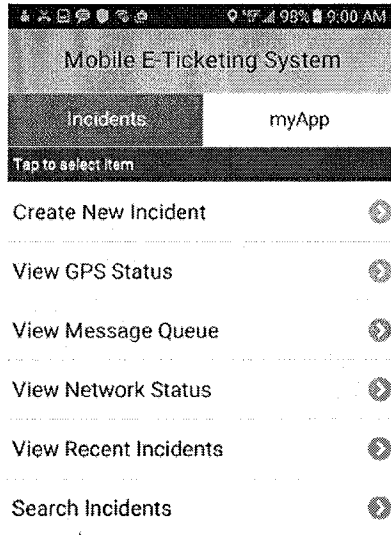 98% 9:00 AM
Mobile E-Ticketing System
Incidents myApp
Tap to select item
Create New Incident
View GPS Status
View Message Queue
View Network Status
View Recent Incidents
Search Incidents